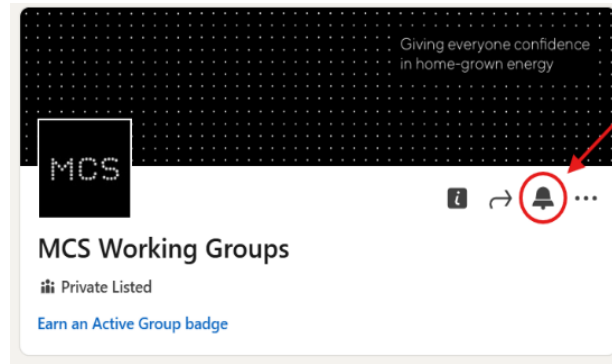 Giving everyone confidence
in home-grown energy
MCS
MCS Working Groups
Private Listed
Earn an Active Group badge